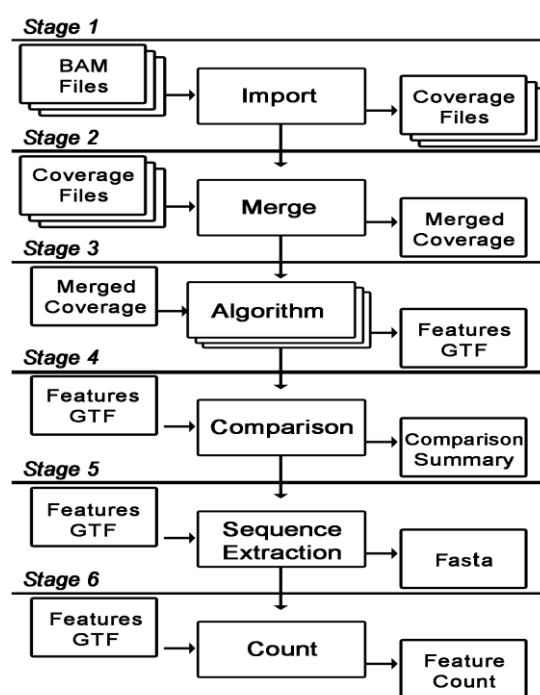 Stage 1
BAM
Files
Import
Coverage
Files
Stage 2
Coverage
Files
Merge
Merged
Coverage
Stage 3
Merged
Coverage
Algorithm
Features
GTF
Stage 4
Features
GTF
Comparison
Comparison
Summary
Stage 5
Features
GTF
Sequence
Extraction
Fasta
Stage 6
Features
GTF
Count
Feature
Count